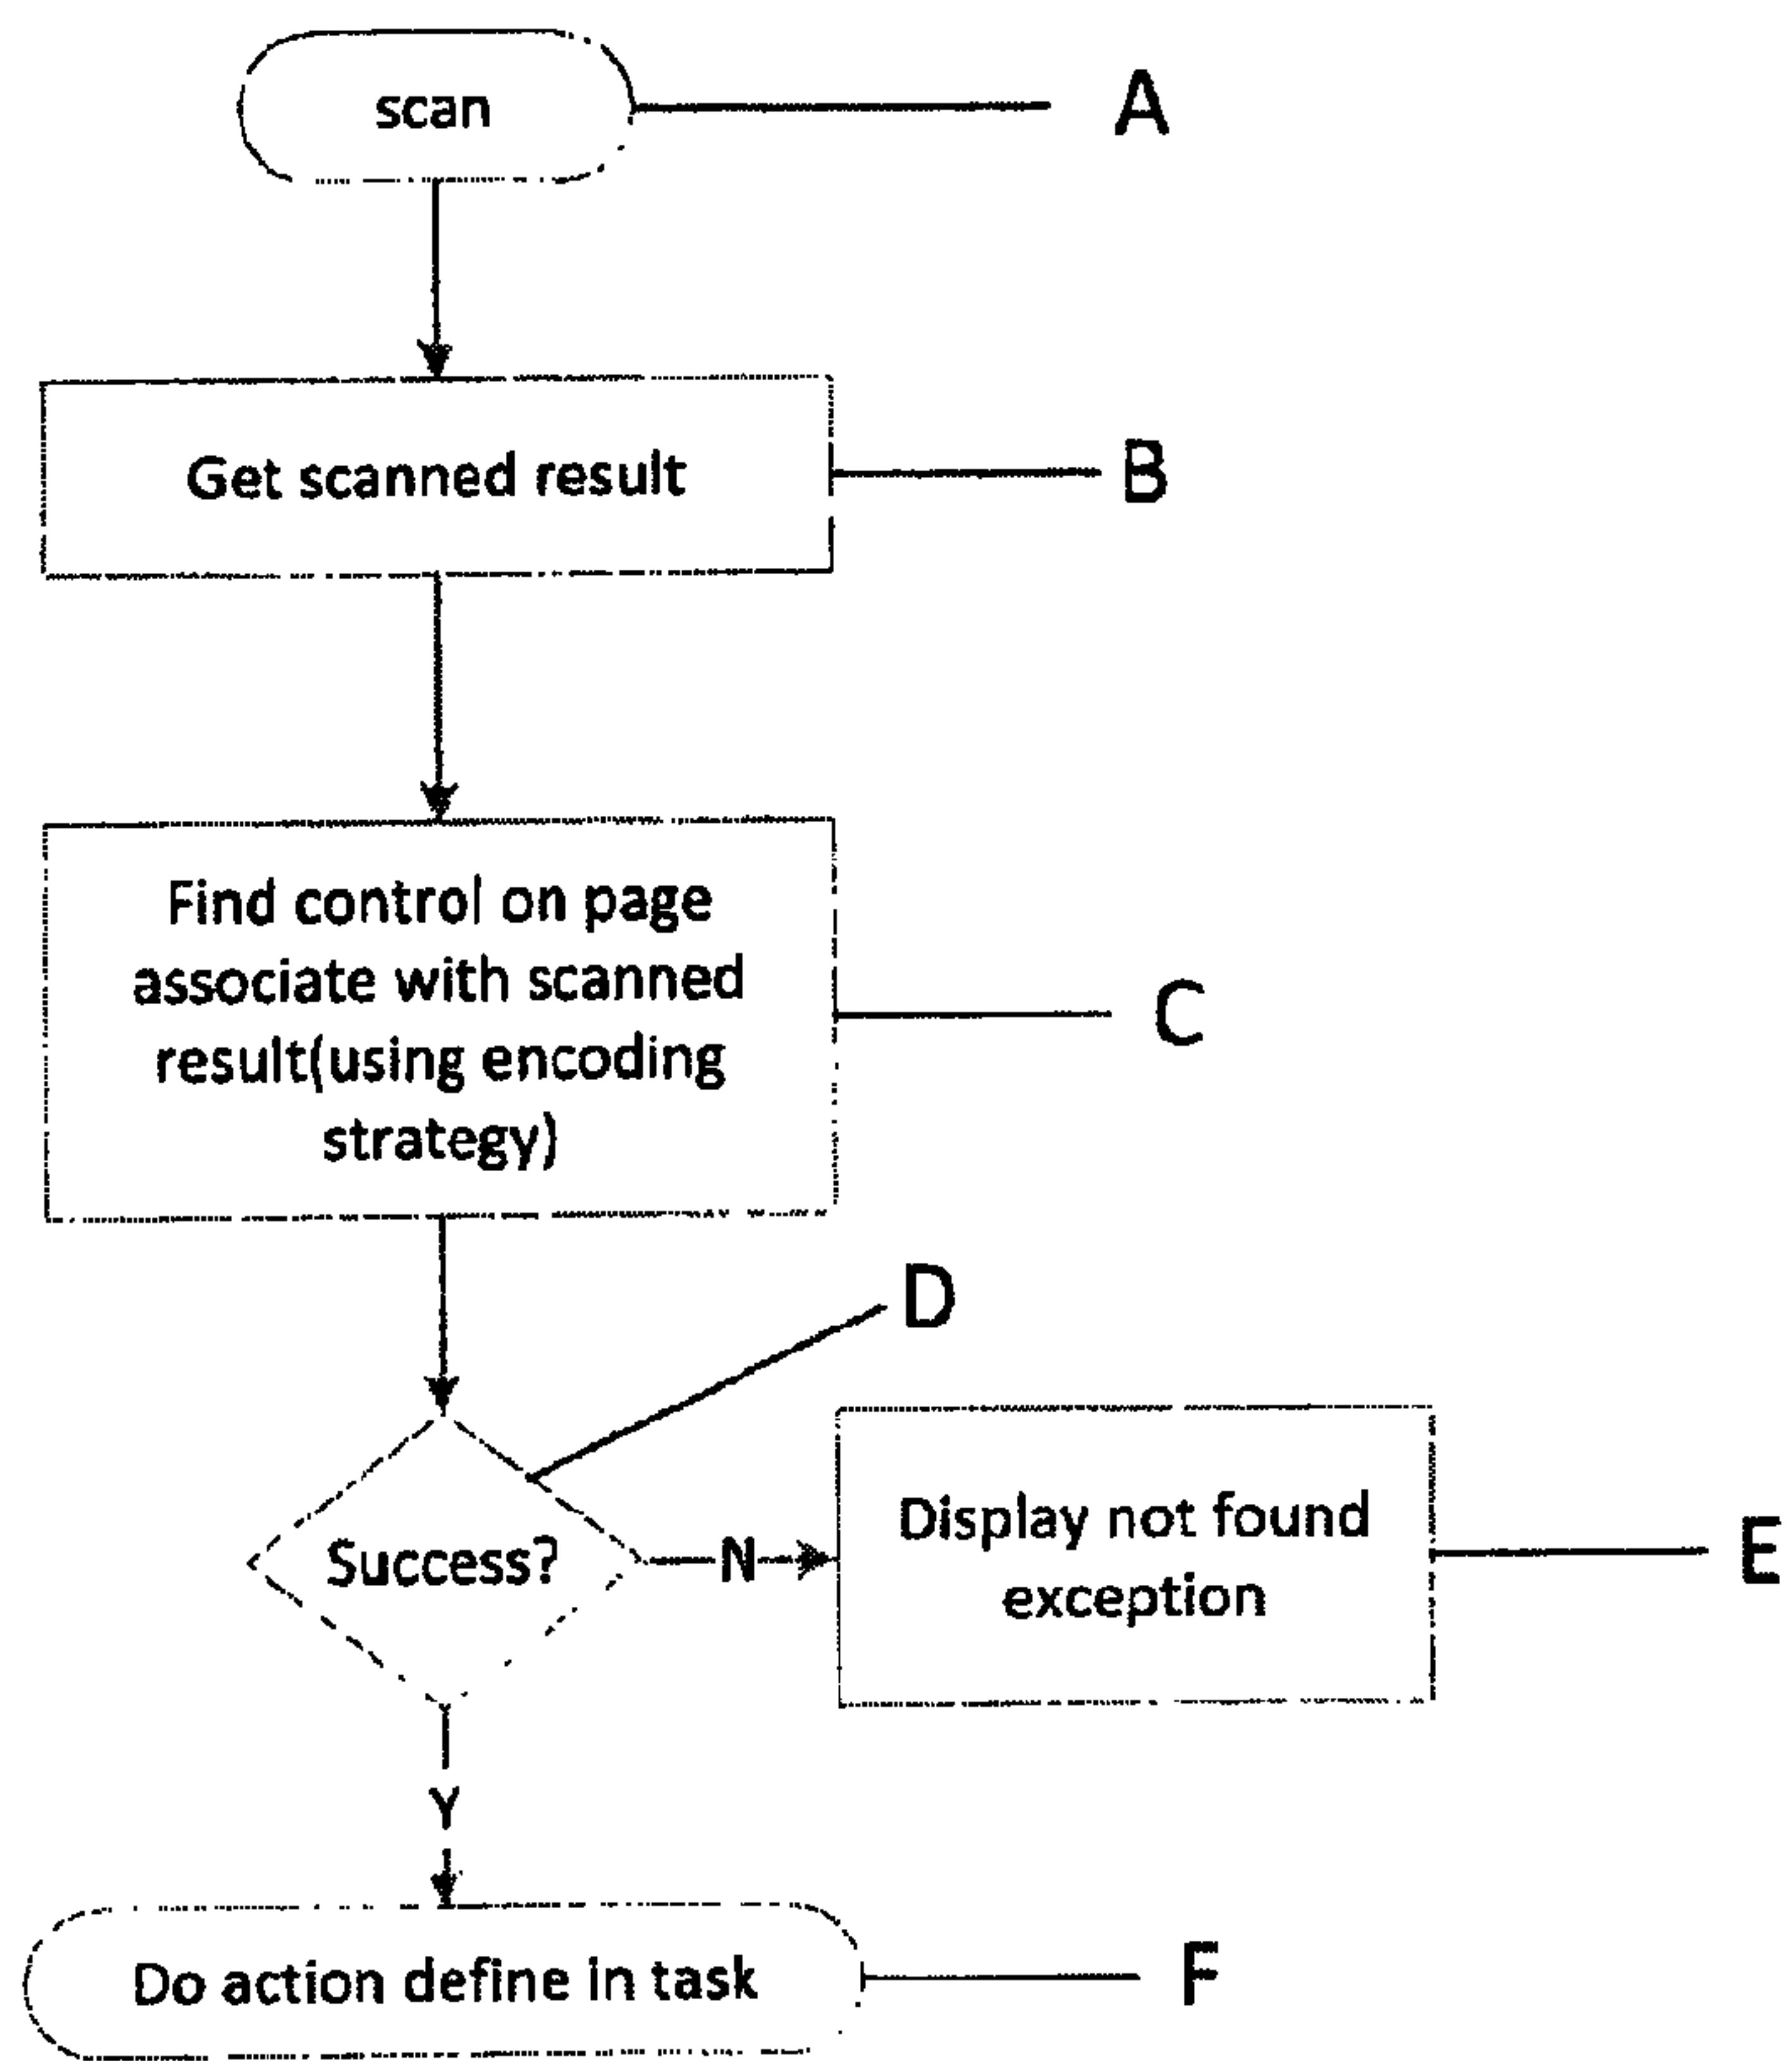 scan
A
Get scanned result
B
Find control on page
associate with scanned
result(using encoding
strategy)
C
D
Success?
N
Display not found
exception
E
Y
Do action define in task
F